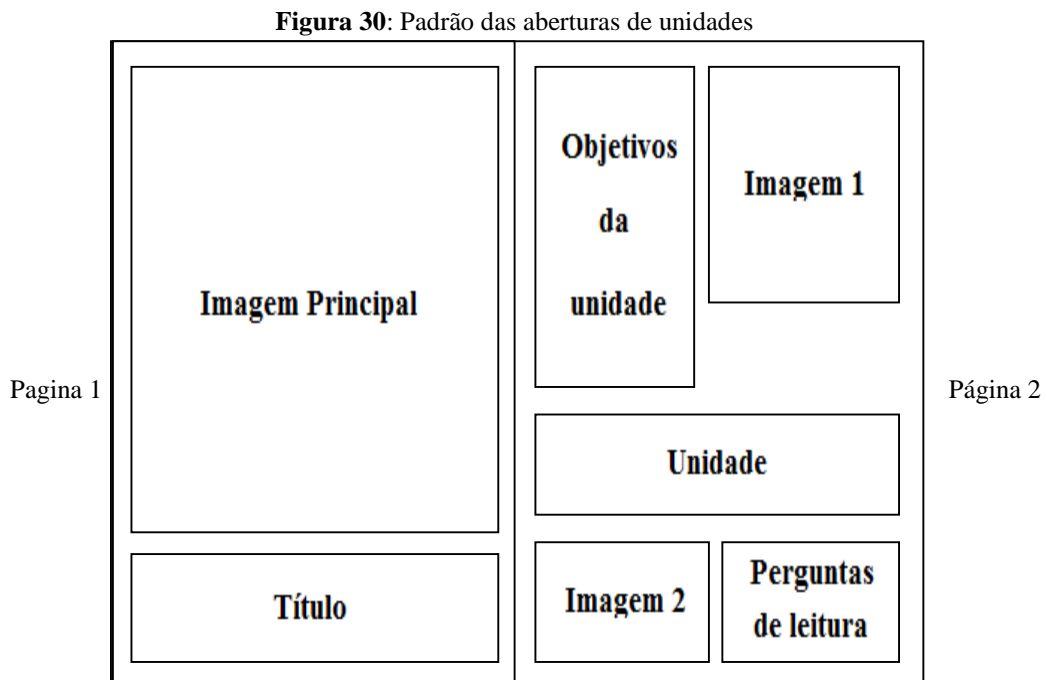 Figura 30: Padrão das aberturas de unidades
Pagina 1
Imagem Principal
Título
Objetivos
da
unidade
Imagem 1
Unidade
Imagem 2
Perguntas
de leitura
Página 2